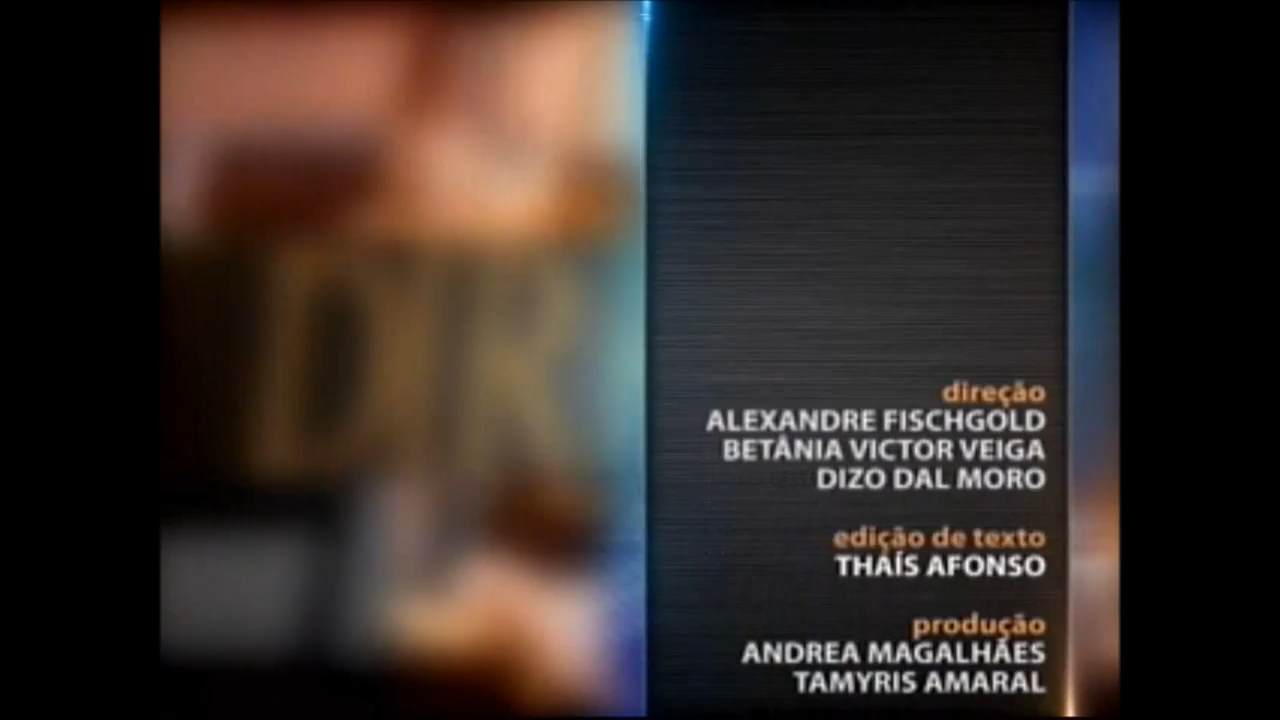 DIR
direção
ALEXANDRE FISCHGOLD
BETÂNIA VICTOR VEIGA
DIZO DAL MORO
edição de texto
THAÍS AFONSO
produção
ANDREA MAGALHÃES
TAMYRIS AMARAL